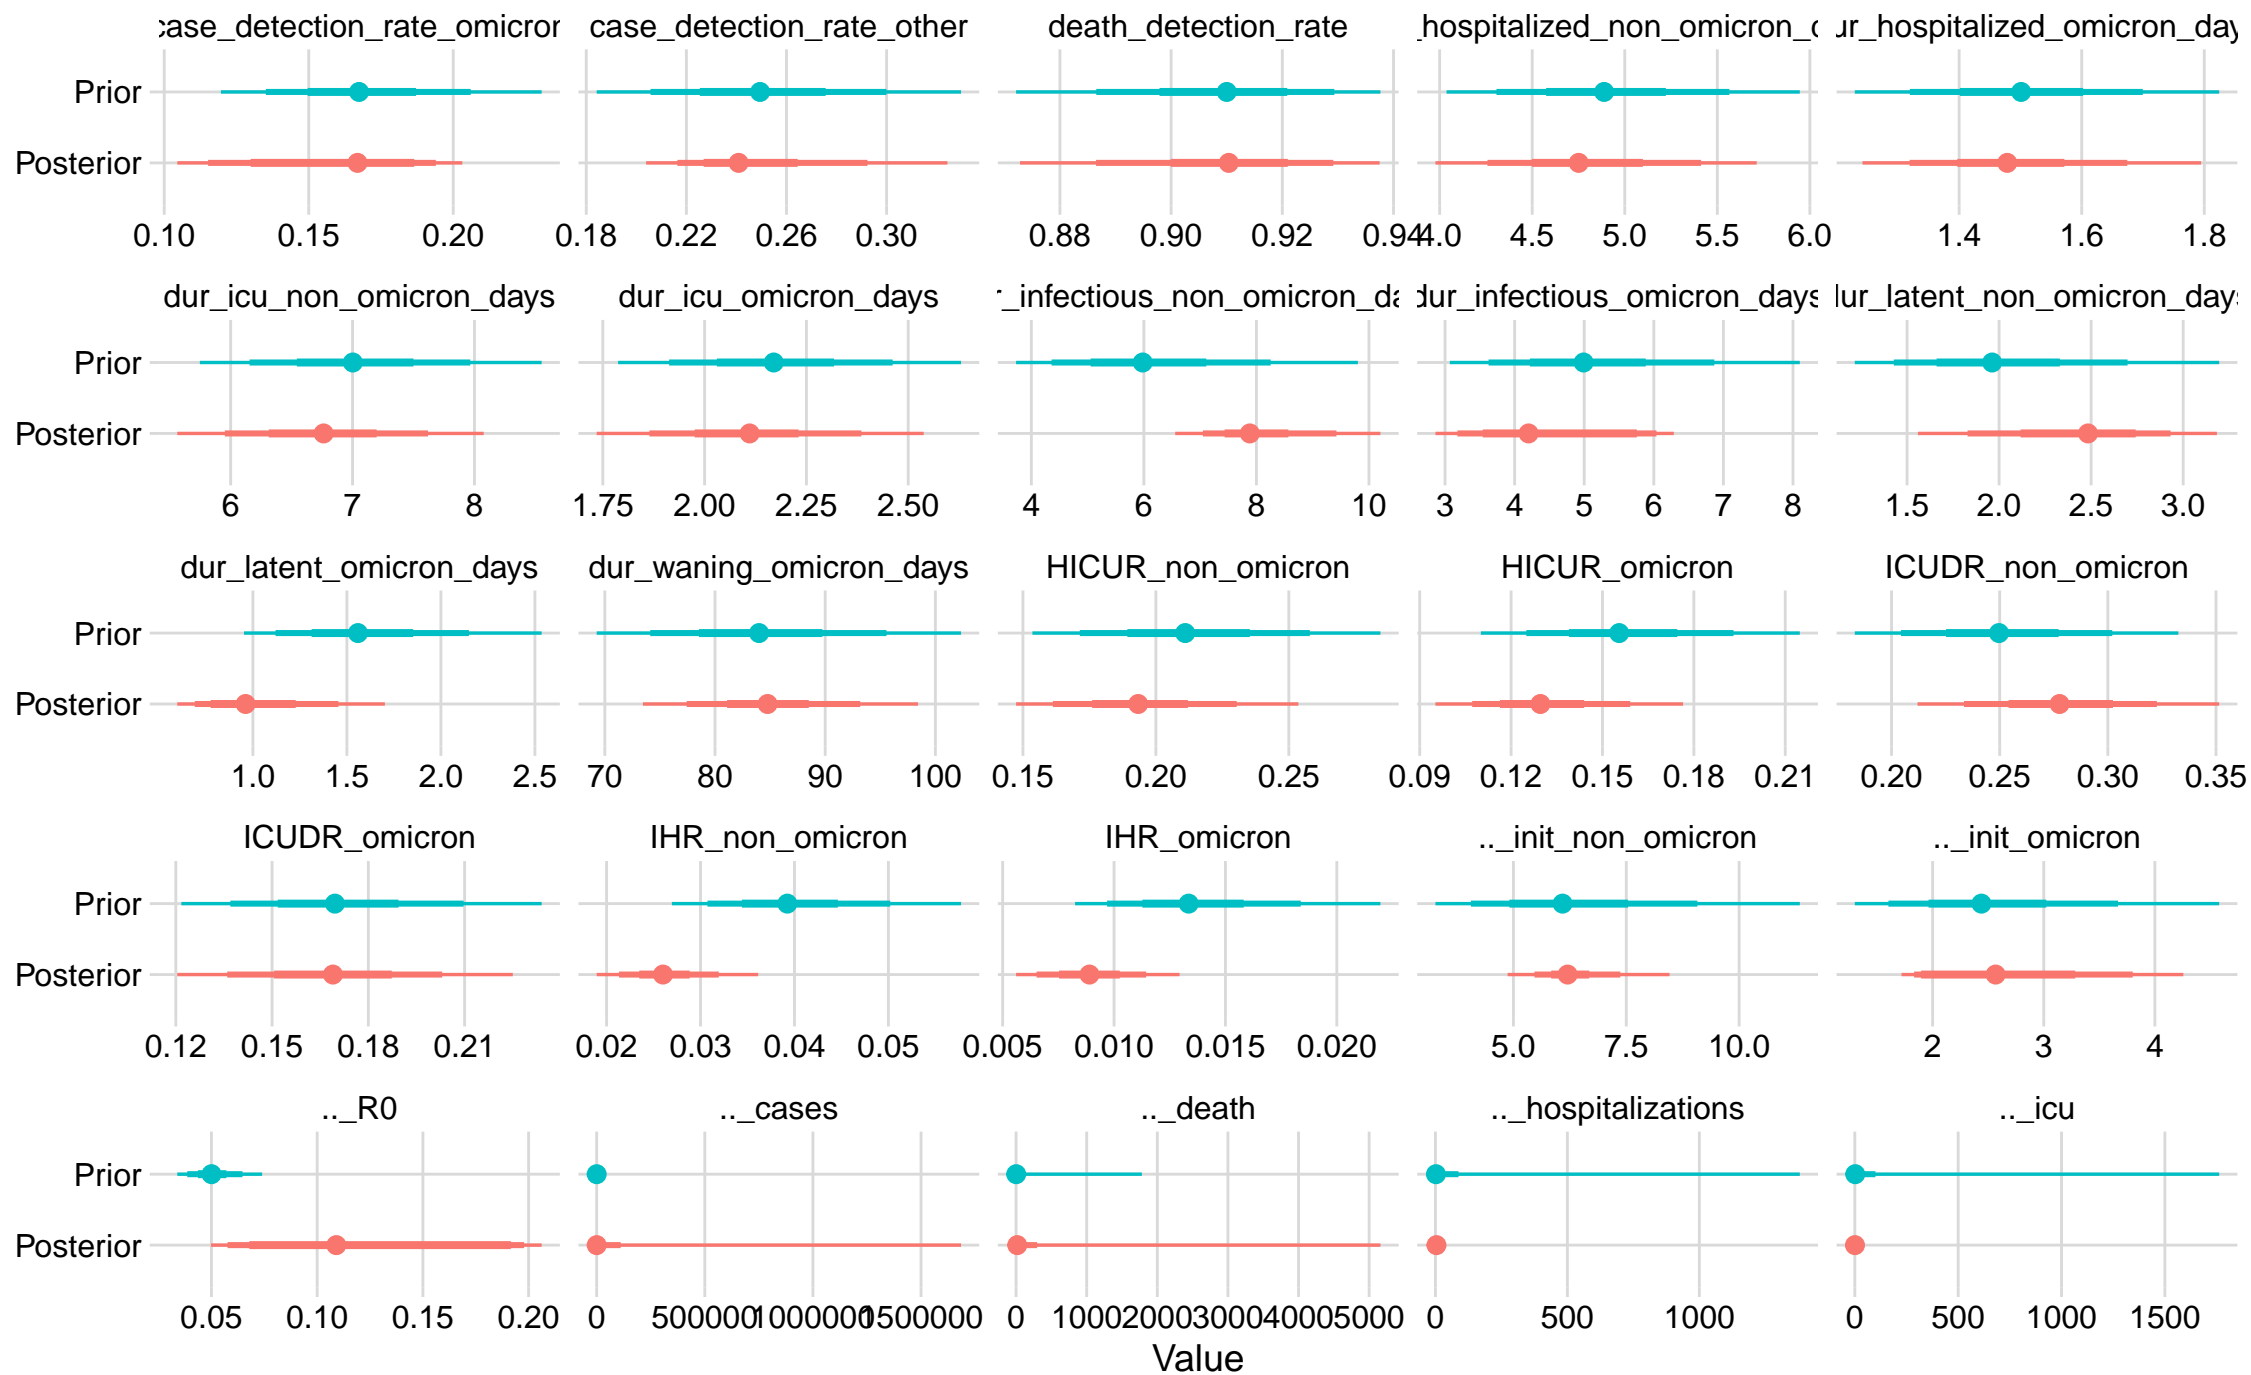 case_detection_rate_omicron case_detection_rate_other death_detection_rate _hospitalized_non_omicron_ ur_hospitalized_omicron_day
Prior
Posterior
0.10 0.15 0.20 0.18 0.22 0.26 0.30 0.88 0.90 0.92 0.94 4.0 4.5 5.0 5.5 6.0 1.4 1.6 1.8
dur_icu_non_omicron_days dur_icu_omicron_days r_infectious_non_omicron_da dur_infectious_omicron_days dur_latent_non_omicron_days
Prior
Posterior
6 7 8 1.75 2.00 2.25 2.50 4 6 8 10 3 4 5 6 7 8 1.5 2.0 2.5 3.0
dur_latent_omicron_days dur_waning_omicron_days HICUR_non_omicron HICUR_omicron ICUDR_non_omicron
Prior
Posterior
1.0 1.5 2.0 2.5 70 80 90 100 0.15 0.20 0.25 0.09 0.12 0.15 0.18 0.21 0.20 0.25 0.30 0.35
ICUDR_omicron IHR_non_omicron IHR_omicron .._init_non_omicron .._init_omicron
Prior
Posterior
0.12 0.15 0.18 0.21 0.02 0.03 0.04 0.05 0.005 0.010 0.015 0.020 5.0 7.5 10.0 2 3 4
.._R0 .._cases .._death .._hospitalizations .._icu
Prior
Posterior
0.05 0.10 0.15 0.20 0 500000 1000000 1500000 0 1000 2000 3000 4000 5000 0 500 1000 0 500 1000 1500
Value